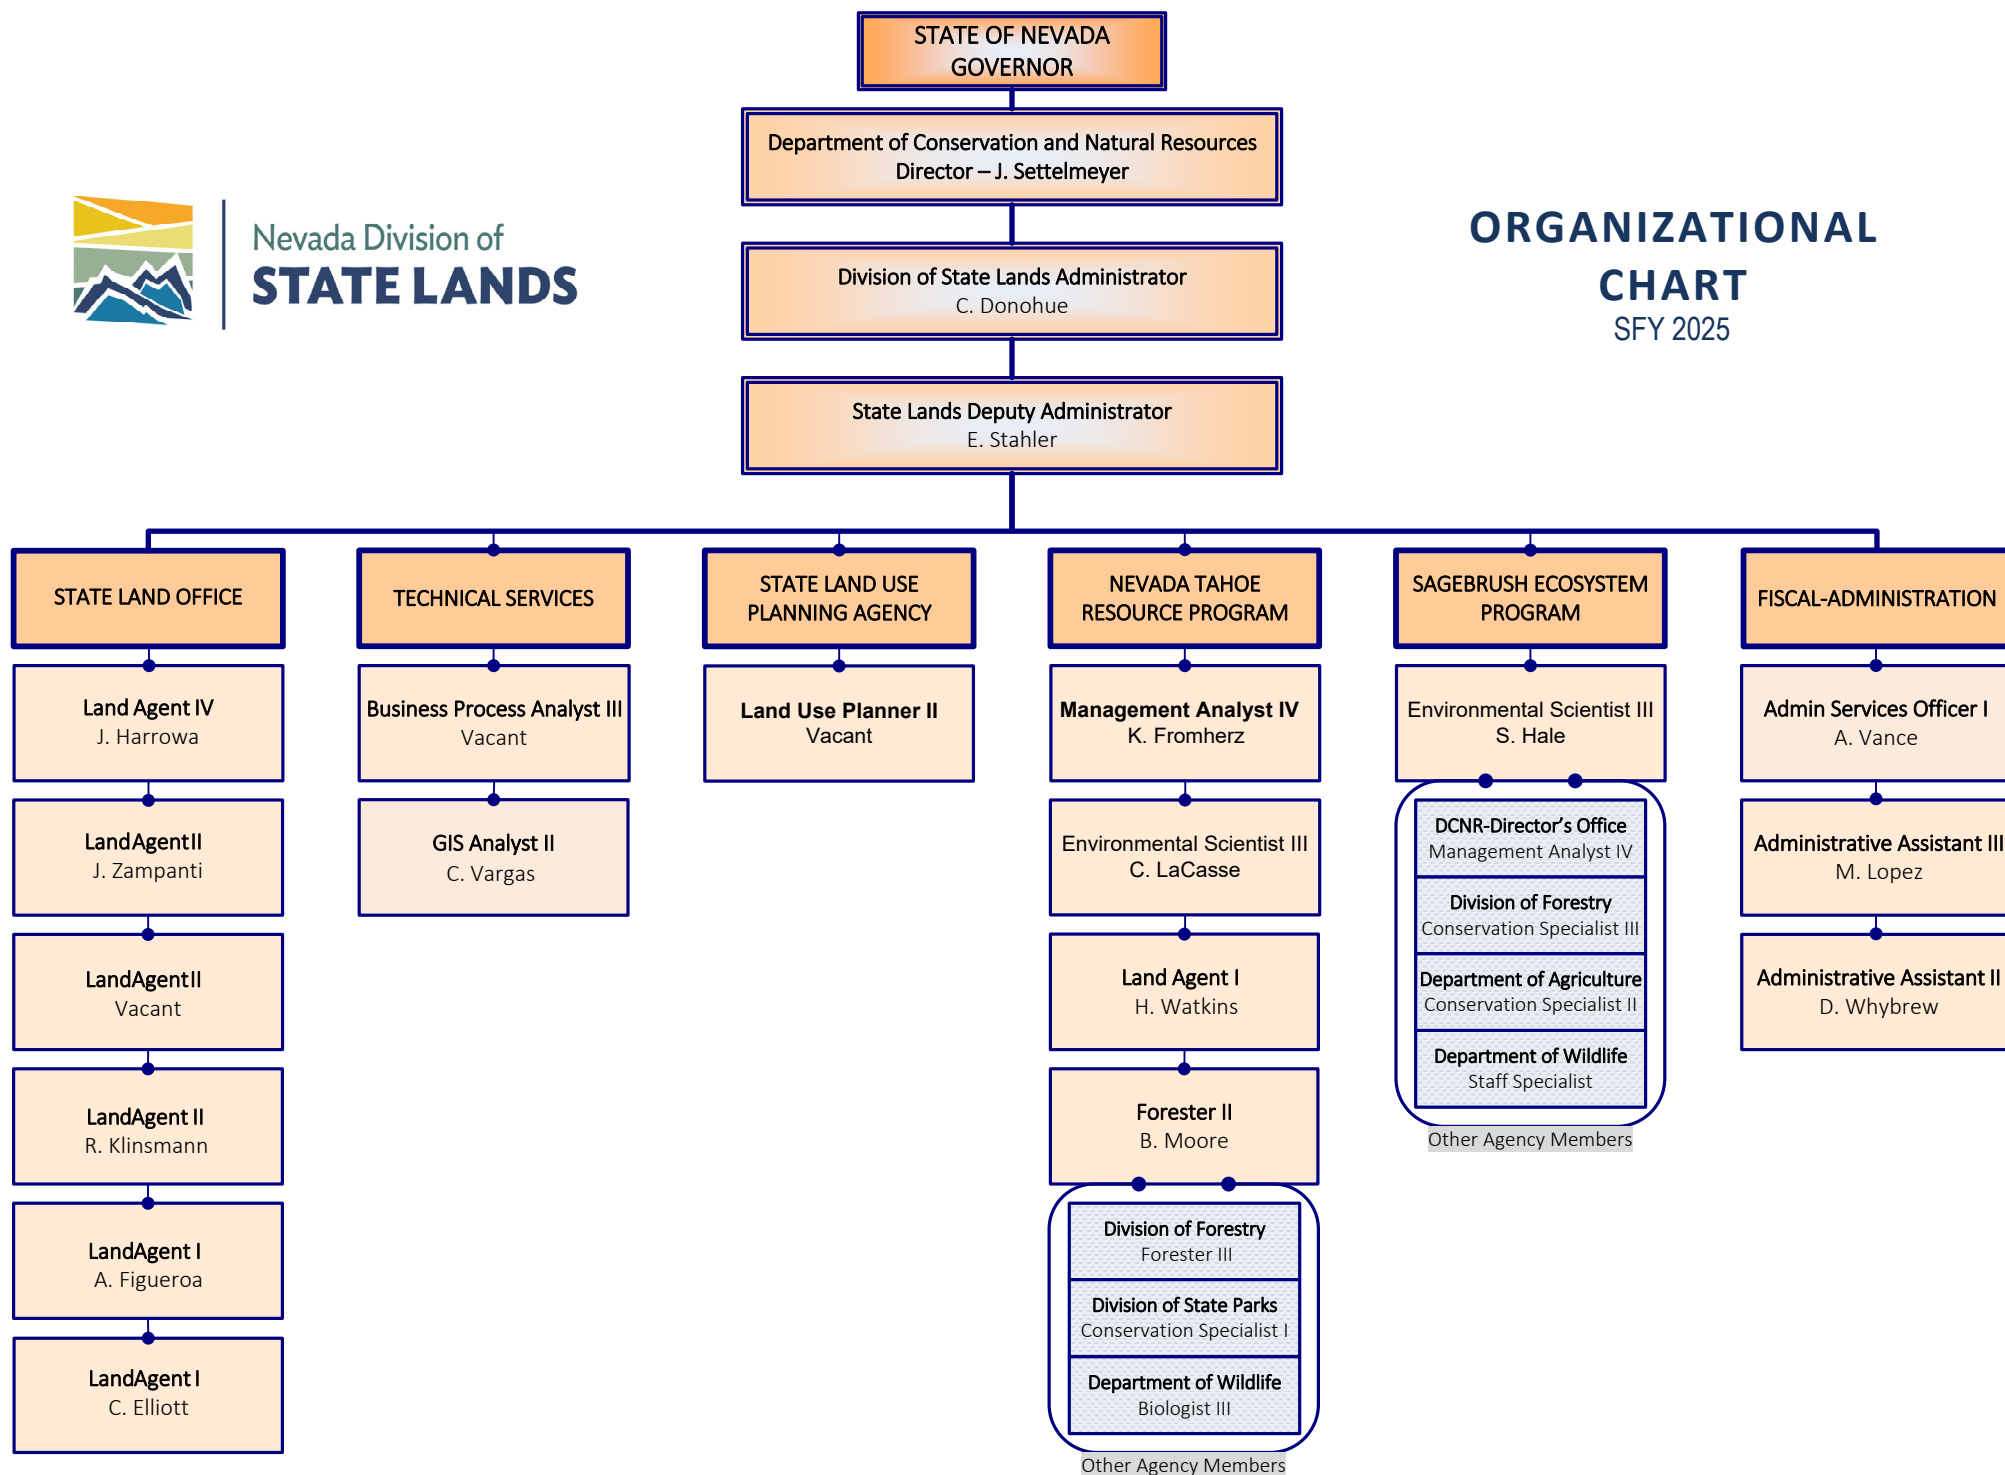 STATE OF NEVADA
GOVERNOR
Department of Conservation and Natural Resources
Director – J. Settelmeyer
Nevada Division of
STATE LANDS
ORGANIZATIONAL
CHART
SFY 2025
Division of State Lands Administrator
C. Donohue
State Lands Deputy Administrator
E. Stahler
STATE LAND OFFICE
Land Agent IV
J. Harrowa
LandAgent II
J. Zampanti
LandAgent II
Vacant
LandAgent II
R. Klinsmann
LandAgent I
A. Figueroa
LandAgent I
C. Elliott
TECHNICAL SERVICES
Business Process Analyst III
Vacant
GIS Analyst II
C. Vargas
STATE LAND USE
PLANNING AGENCY
Land Use Planner II
Vacant
NEVADA TAHOE
RESOURCE PROGRAM
Management Analyst IV
K. Fromherz
Environmental Scientist III
C. LaCasse
Land Agent I
H. Watkins
Forester II
B. Moore
Division of Forestry
Forester III
Division of State Parks
Conservation Specialist I
Department of Wildlife
Biologist III
Other Agency Members
SAGEBRUSH ECOSYSTEM
PROGRAM
Environmental Scientist III
S. Hale
DCNR-Director's Office
Management Analyst IV
Division of Forestry
Conservation Specialist III
Department of Agriculture
Conservation Specialist II
Department of Wildlife
Staff Specialist
Other Agency Members
FISCAL-ADMINISTRATION
Admin Services Officer I
A. Vance
Administrative Assistant III
M. Lopez
Administrative Assistant II
D. Whybrew